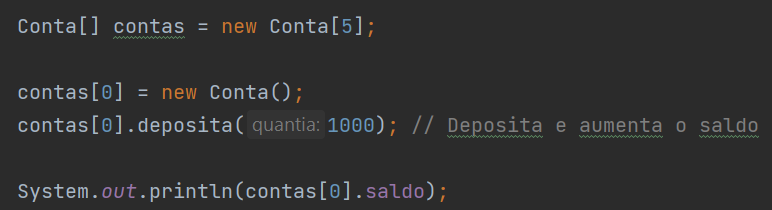 Conta[] contas = new Conta[5];
contas[0] = new Conta();
contas[0].deposita( quantia: 1000); // Deposita e aumenta o saldo
System.out.println(contas[0].saldo);